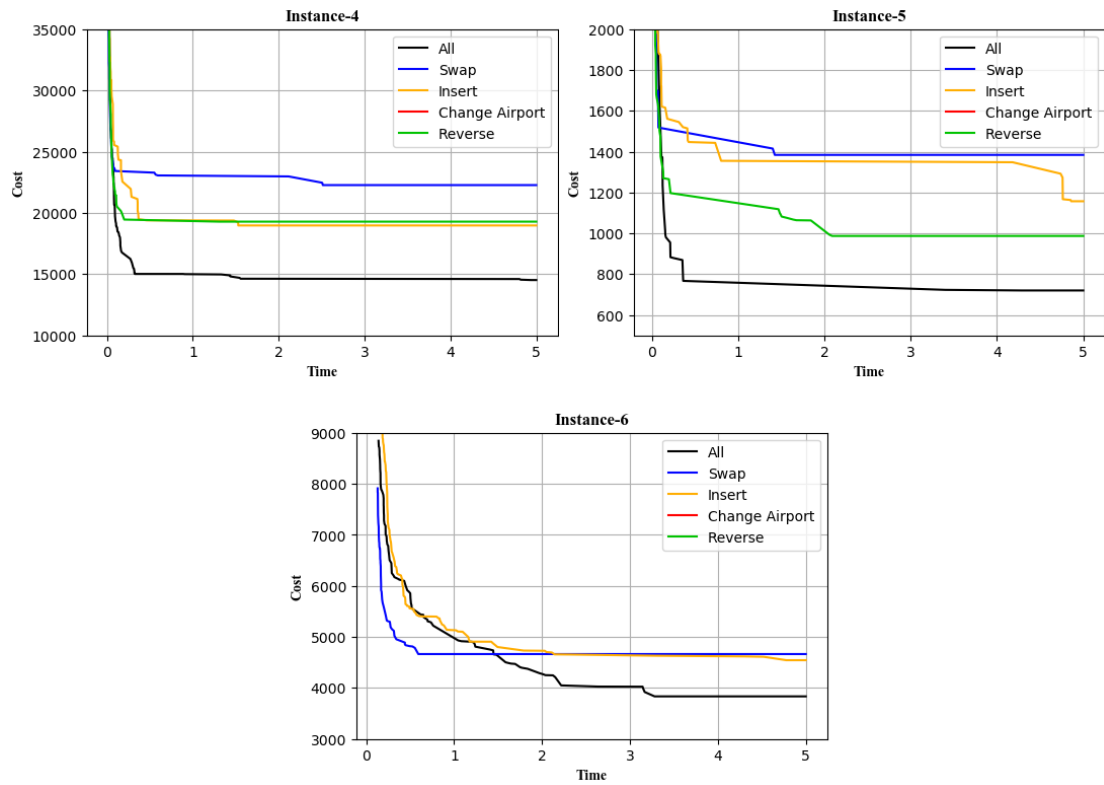 Instance-4
35000
30000
25000
20000
15000
10000
Cost
0 1 2 3 4 5
Time
All
Swap
Insert
Change Airport
Reverse
Instance-5
2000
1800
1600
1400
1200
1000
800
600
Cost
0 1 2 3 4 5
Time
All
Swap
Insert
Change Airport
Reverse
Instance-6
9000
8000
7000
6000
5000
4000
3000
Cost
0 1 2 3 4 5
Time
All
Swap
Insert
Change Airport
Reverse